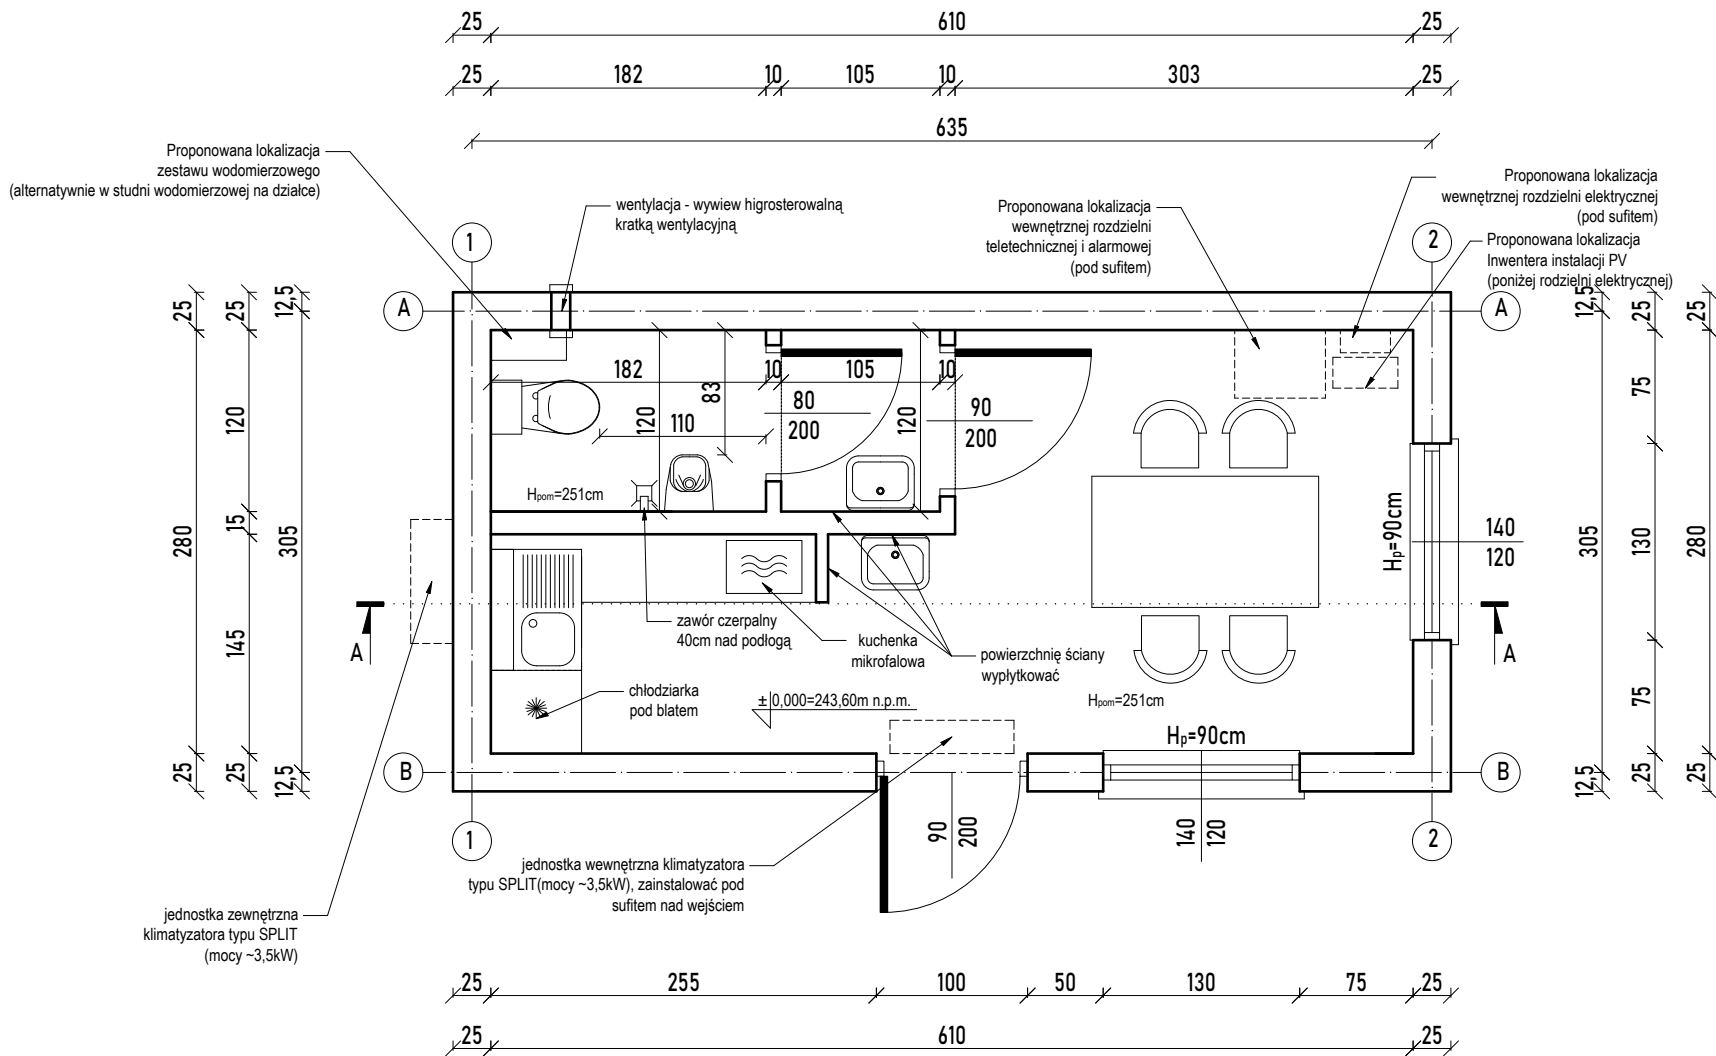 25 610 25
25 182 10 105 10 303 25
635
Proponowana lokalizacja
zestawu wodomierzowego
(alternatywnie w studni wodomierzowej na działce)
wentylacja - wywiew higrosterowalną
kratką wentylacyjną
Proponowana lokalizacja
wewnętrznej rozdzielni
teletechnicznej i alarmowej
(pod sufitem)
Proponowana lokalizacja
wewnętrznej rozdzielni elektrycznej
(pod sufitem)
Proponowana lokalizacja
Inwentera instalacji PV
(poniżej rodzielni elektrycznej)
1
2
A
A
25 280 25
25 120 15 145 25
12,5 305 12,5
12,5 305 12,5
25 75 130 75 25
25 280 25
182 10 105 10
83
120
110
80
200
120
90
200
Hpom=251cm
Hp=90cm
140
120
zawór czerpalny
40cm nad podłogą
kuchenka
mikrofalowa
powierzchnię ściany
wypłytkować
A
A
chłodziarka
pod blatem
±0,000=243,60m n.p.m.
Hpom=251cm
Hp=90cm
B
B
90
200
140
120
1
2
jednostka wewnętrzna klimatyzatora
typu SPLIT(mocy ~3,5kW), zainstalować pod
sufitem nad wejściem
jednostka zewnętrzna
klimatyzatora typu SPLIT
(mocy ~3,5kW)
25 255 100 50 130 75 25
25 610 25